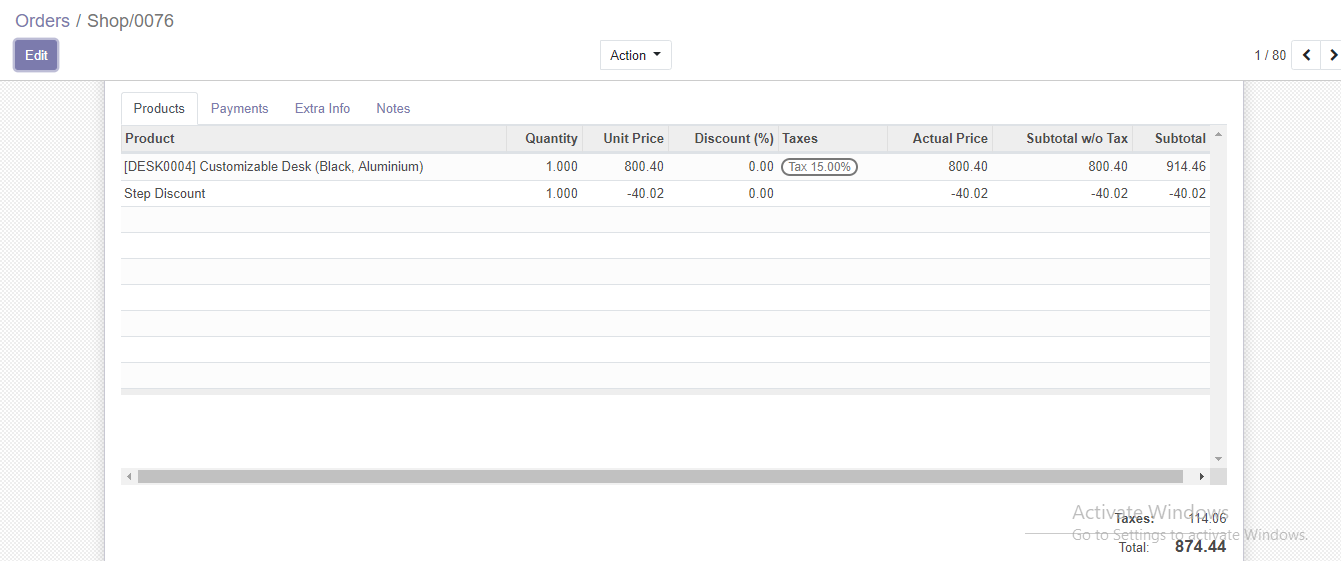 Orders / Shop/0076
Edit Action 1 / 80
Products Payments Extra Info Notes
Product Quantity Unit Price Discount (%) Taxes Actual Price Subtotal w/o Tax Subtotal
[DESK0004] Customizable Desk (Black, Aluminium) 1.000 800.40 0.00 Tax 15.00% 800.40 800.40 914.46
Step Discount 1.000 -40.02 0.00 -40.02 -40.02 -40.02
Activate Windows
Taxes: 114.06
Go to Settings to activate Windows.
Total: 874.44